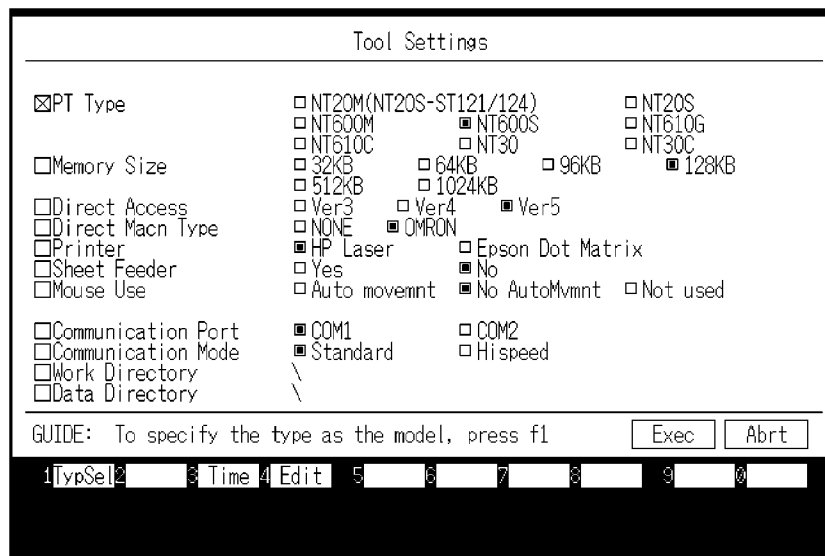 Tool Settings
PT Type NT20M(NT20S-ST121/124) NT20S
NT600M NT600S NT610G
NT610C NT30 NT30C
Memory Size 32KB 64KB 96KB 128KB
512KB 1024KB
Direct Access Ver3 Ver4 Ver5
Direct Macn Type NONE OMRON
Printer HP Laser Epson Dot Matrix
Sheet Feeder Yes No
Mouse Use Auto movemnt No AutoMvmnt Not used
Communication Port COM1 COM2
Communication Mode Standard Hispeed
Work Directory \
Data Directory \
GUIDE: To specify the type as the model, press f1 Exec Abrt
1 TypSel 2 3 Time 4 Edit 5 6 7 8 9 0